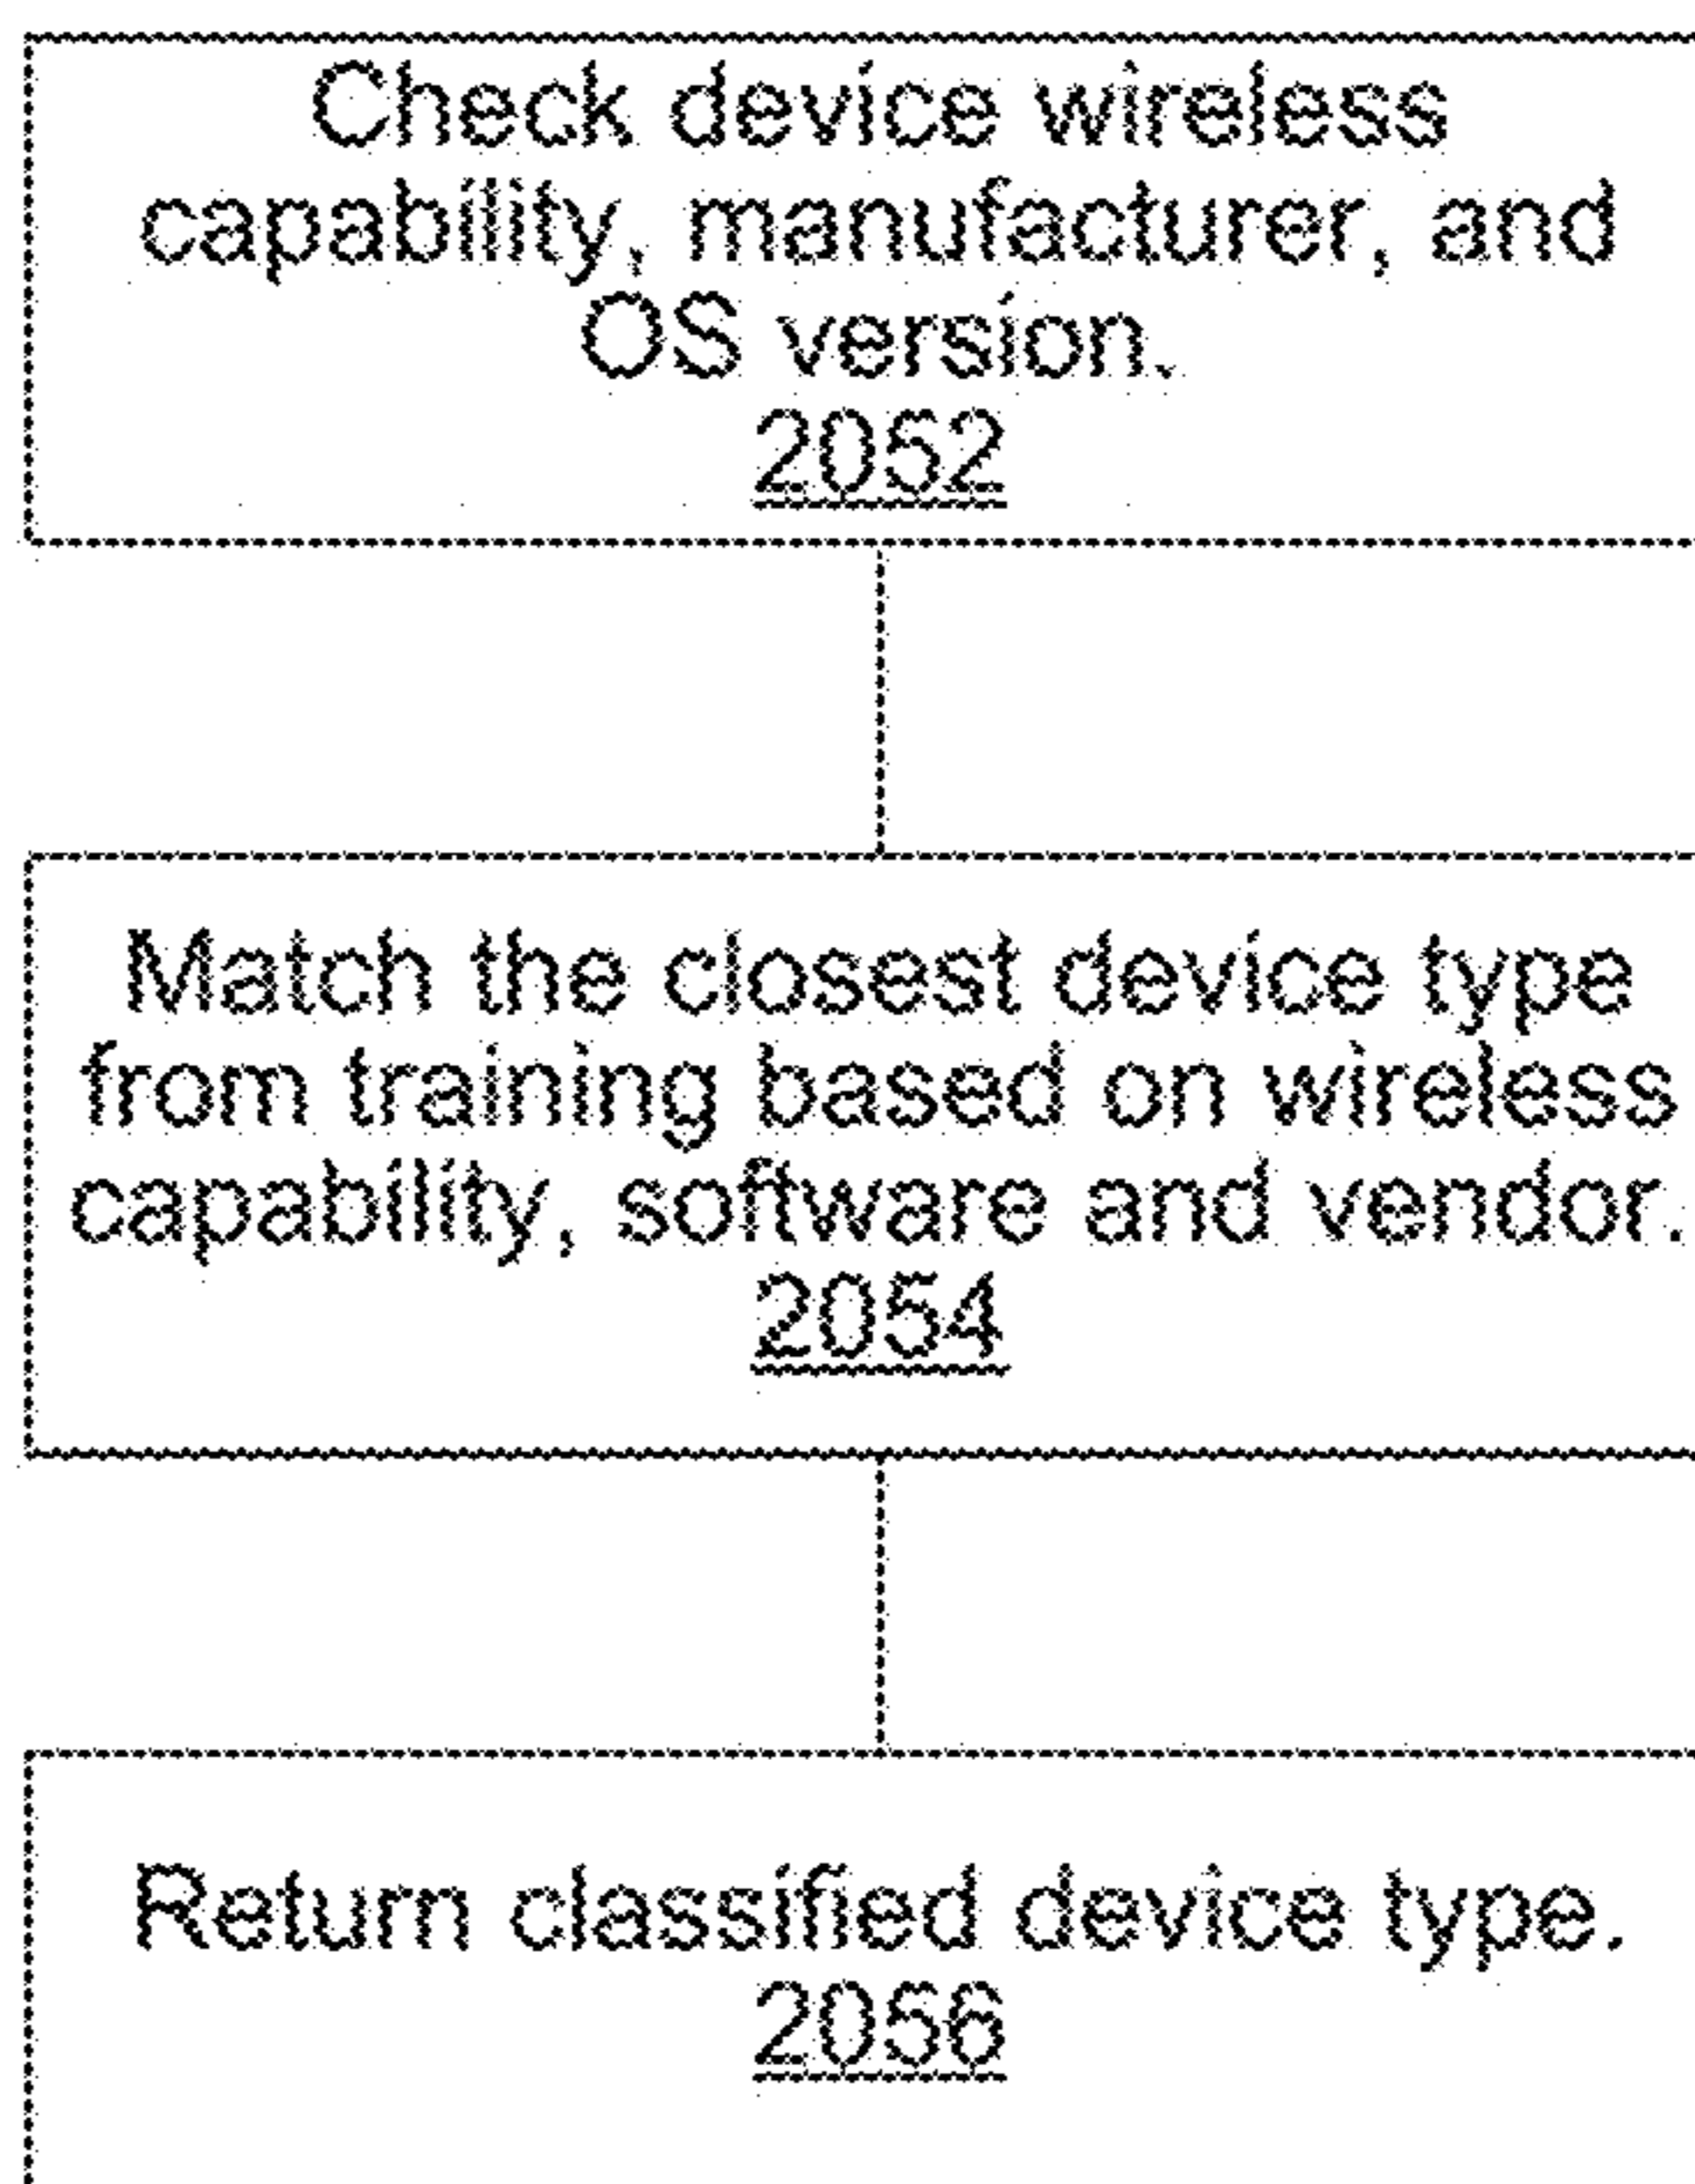 Check device wireless
capability, manufacturer, and
OS version.
2052
Match the closest device type
from training based on wireless
capability, software and vendor.
2054
Return classified device type.
2056